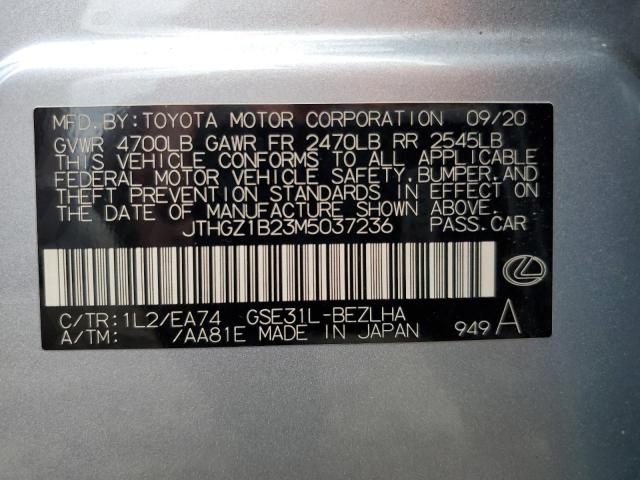 MFD. BY: TOYOTA MOTOR CORPORATION 09/20
GVWR 4700LB GAWR FR 2470LB RR 2545LB
THIS VEHICLE CONFORMS TO ALL APPLICABLE
FEDERAL MOTOR VEHICLE SAFETY, BUMPER, AND
THEFT PREVENTION STANDARDS IN EFFECT ON
THE DATE OF MANUFACTURE SHOWN ABOVE.
JTHGZ1B23M5037236 PASS. CAR
C/TR: 1L2/EA74 GSE31L-BEZLHA
A/TM: /AA81E MADE IN JAPAN 949 A